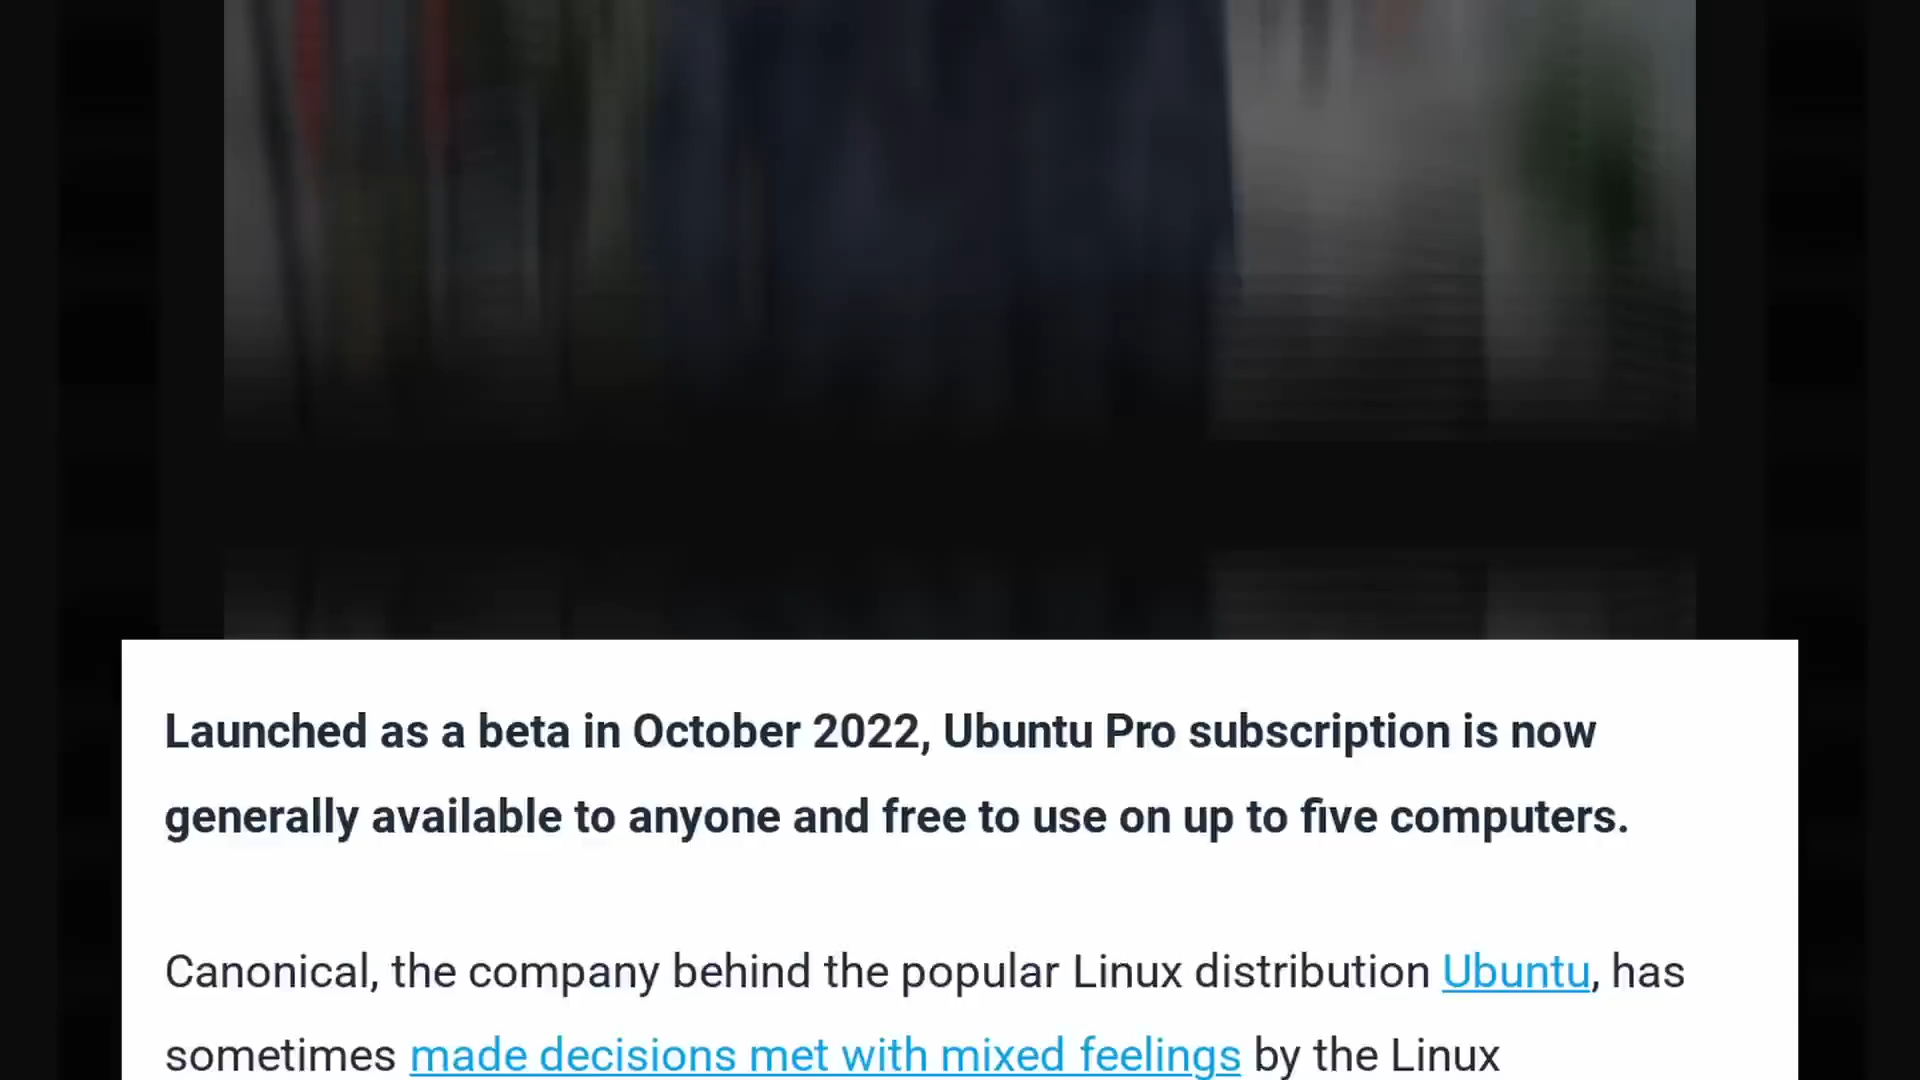 Launched as a beta in October 2022, Ubuntu Pro subscription is now
generally available to anyone and free to use on up to five computers.
Canonical, the company behind the popular Linux distribution Ubuntu, has
sometimes made decisions met with mixed feelings by the Linux